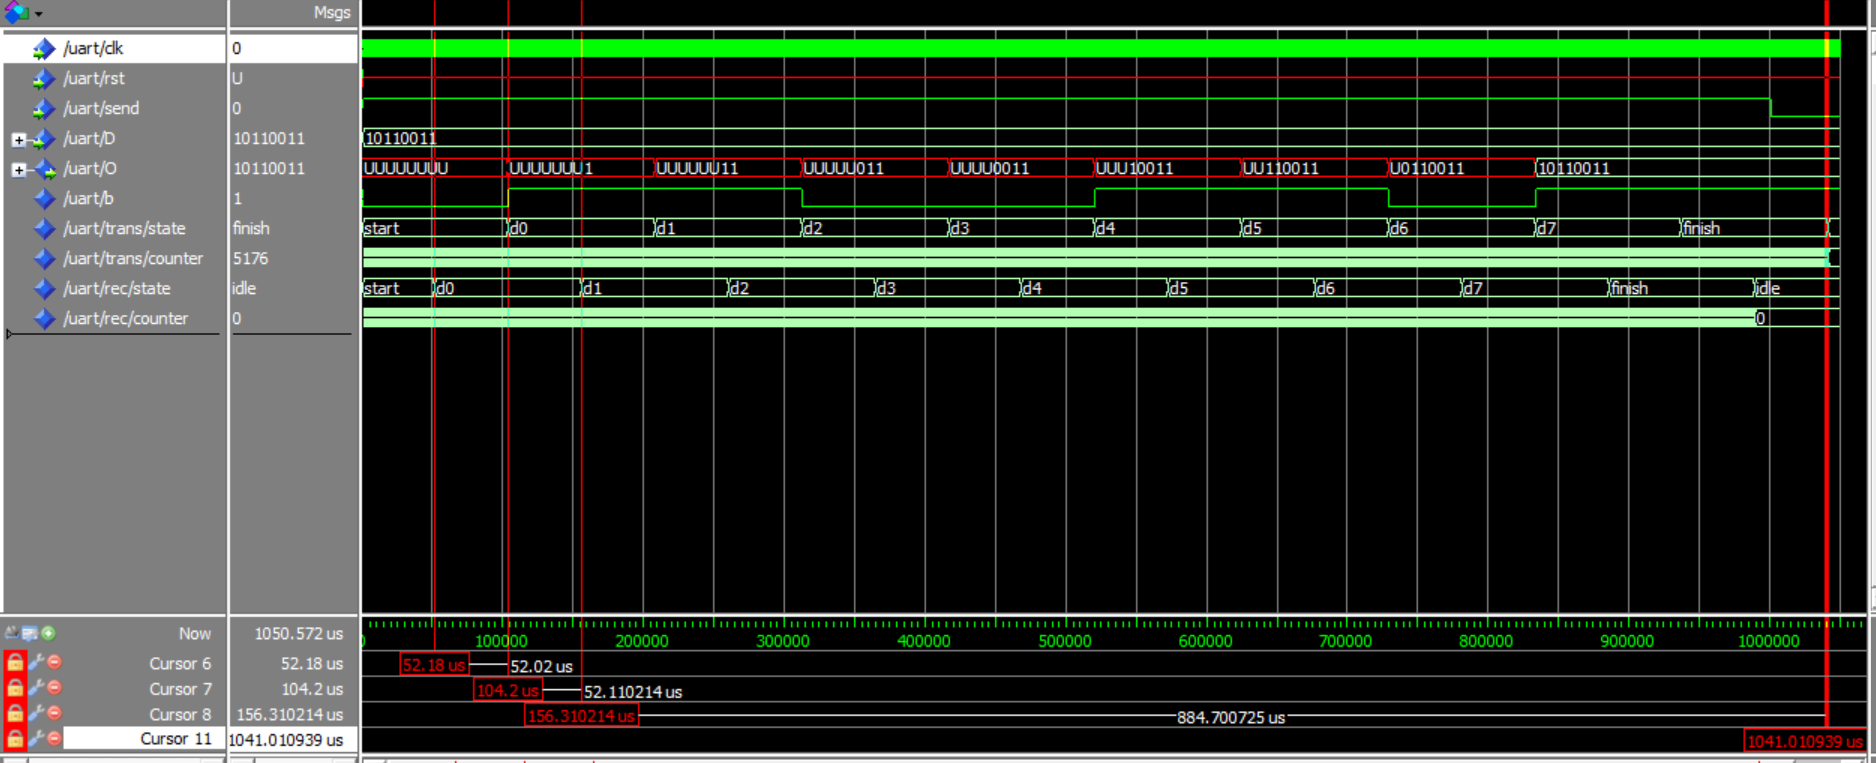 Msgs
/uart/clk 0
/uart/rst U
/uart/send 0
/uart/D 10110011 10110011
/uart/O 10110011 UUUUUUUU UUUUUUU1 UUUUUU11 UUUUU011 UUUU0011 UUU10011 UU110011 U0110011 10110011
/uart/b 1
/uart/trans/state finish start d0 d1 d2 d3 d4 d5 d6 d7 finish
/uart/trans/counter 5176
/uart/rec/state idle start d0 d1 d2 d3 d4 d5 d6 d7 finish idle
/uart/rec/counter 0 0
Now 1050.572 us 100000 200000 300000 400000 500000 600000 700000 800000 900000 1000000
Cursor 6 52.18 us 52.18 us 52.02 us
Cursor 7 104.2 us 104.2 us 52.110214 us
Cursor 8 156.310214 us 156.310214 us 884.700725 us
Cursor 11 1041.010939 us 1041.010939 us